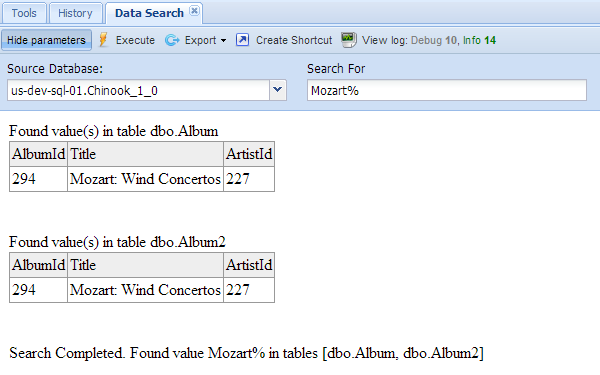 Tools History Data Search
Hide parameters Execute Export Create Shortcut View log: Debug 10, Info 14
Source Database: Search For
us-dev-sql-01.Chinook_1_0 Mozart%
Found value(s) in table dbo.Album
AlbumId Title ArtistId
294 Mozart: Wind Concertos 227
Found value(s) in table dbo.Album2
AlbumId Title ArtistId
294 Mozart: Wind Concertos 227
Search Completed. Found value Mozart% in tables [dbo.Album, dbo.Album2]